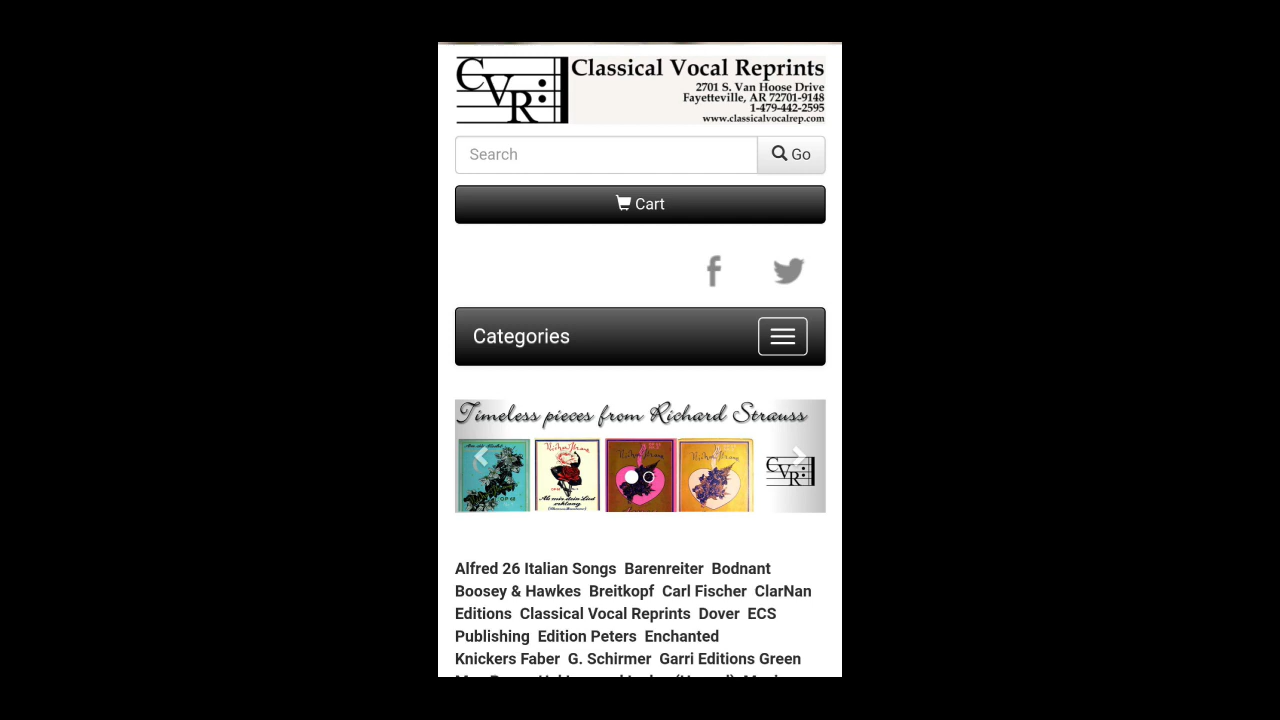 CVR
Classical Vocal Reprints
2701 S. Van Hoose Drive
Fayetteville, AR 72701-9148
1-479-442-2595
www.classicalvocalrep.com
Search
Go
Cart
Categories
Timeless pieces from Richard Strauss
OP 68
CVR
Alfred 26 Italian Songs Barenreiter Bodnant
Boosey & Hawkes Breitkopf Carl Fischer ClarNan
Editions Classical Vocal Reprints Dover ECS
Publishing Edition Peters Enchanted
Knickers Faber G. Schirmer Garri Editions Green